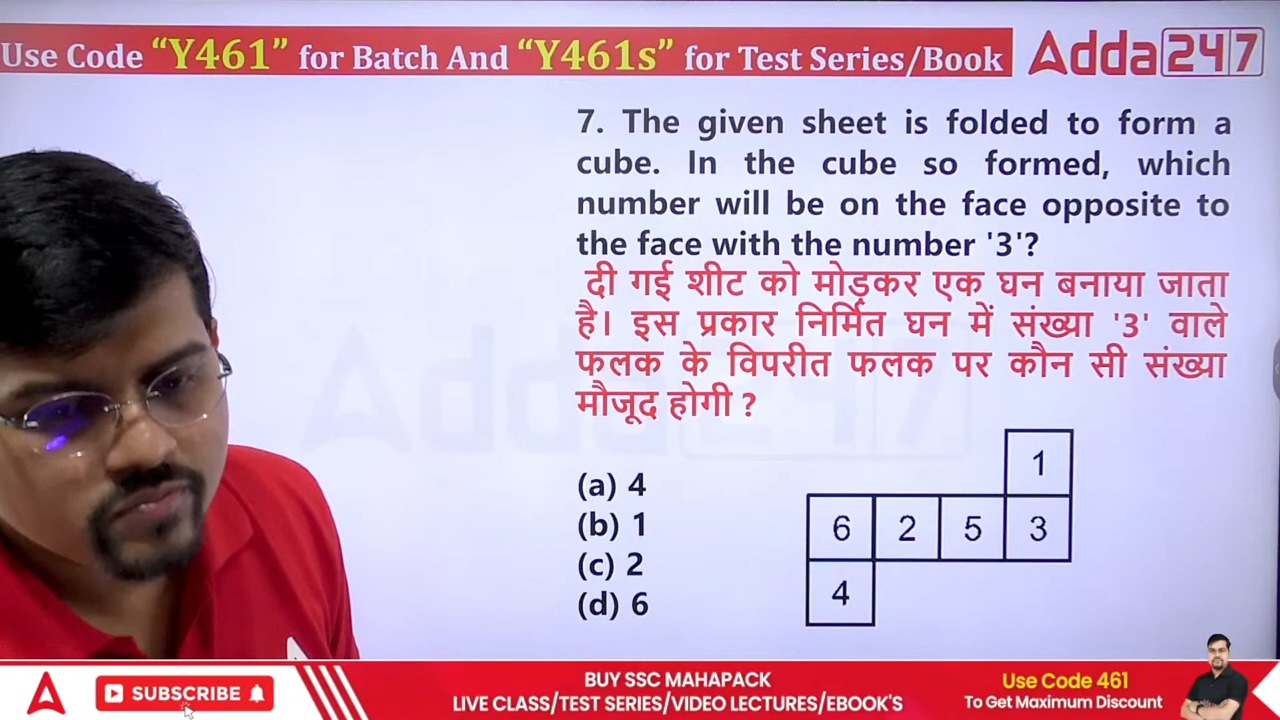 Use Code “Y461” for Batch And “Y461s” for Test Series/Book
Adda247
7. The given sheet is folded to form a
cube. In the cube so formed, which
number will be on the face opposite to
the face with the number '3'?
दी गई शीट को मोड़कर एक घन बनाया जाता
है। इस प्रकार निर्मित घन में संख्या '3' वाले
फलक के विपरीत फलक पर कौन सी संख्या
मौजूद होगी ?
(a) 4
(b) 1
(c) 2
(d) 6
1
6 2 5 3
4
Adda247
SUBSCRIBE
BUY SSC MAHAPACK
LIVE CLASS/TEST SERIES/VIDEO LECTURES/EBOOK'S
Use Code 461
To Get Maximum Discount